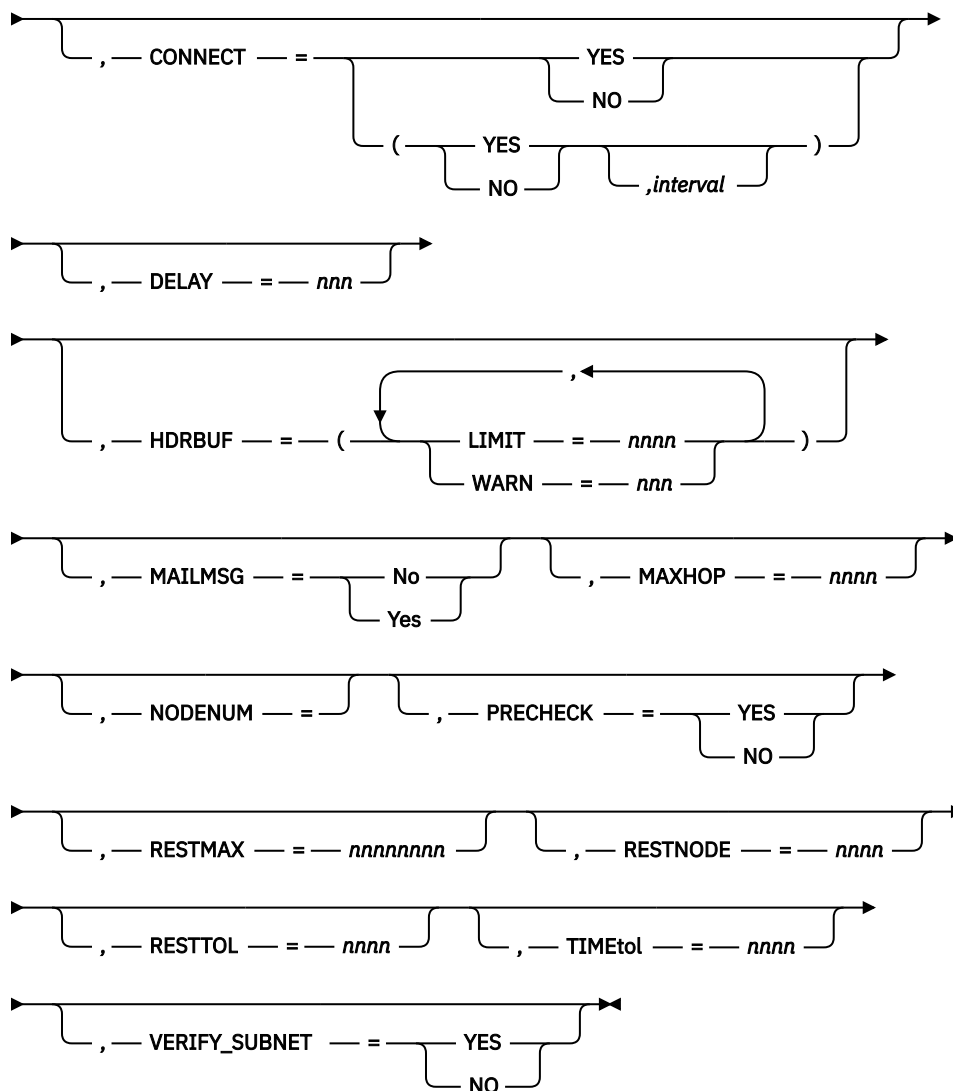 , CONNECT = YES
NO
( YES ,interval )
NO
, DELAY = nnn
,
, HDRBUF = ( LIMIT = nnnn )
WARN = nnn
, MAILMSG = No , MAXHOP = nnnn
Yes
, NODENUM = , PRECHECK = YES
NO
, RESTMAX = nnnnnnnn , RESTNODE = nnnn
, RESTTOL = nnnn , TIMEtol = nnnn
, VERIFY_SUBNET = YES
NO